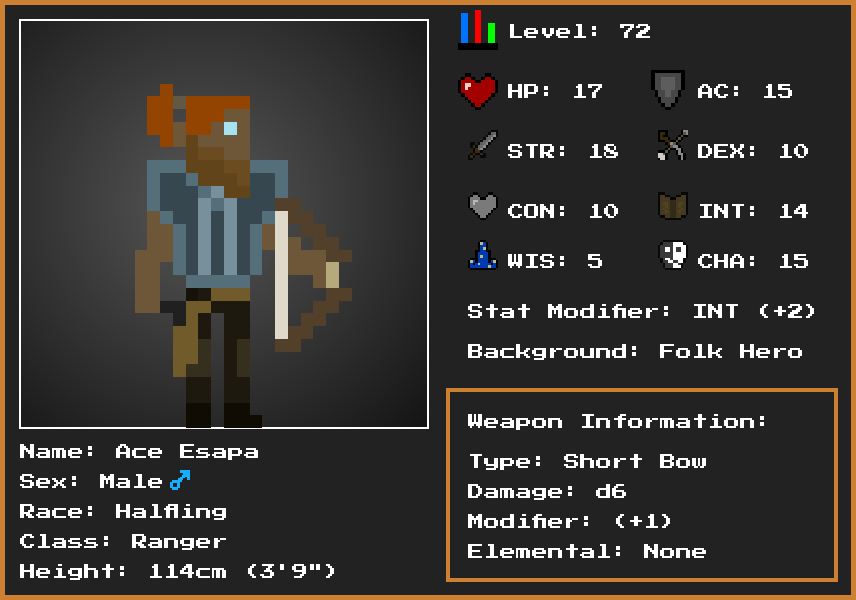 Level: 72
HP: 17 AC: 15
STR: 18 DEX: 10
CON: 10 INT: 14
WIS: 5 CHA: 15
Stat Modifier: INT (+2)
Background: Folk Hero
Weapon Information:
Type: Short Bow
Damage: d6
Modifier: (+1)
Elemental: None
Name: Ace Esapa
Sex: Male ♂
Race: Halfling
Class: Ranger
Height: 114cm (3'9")